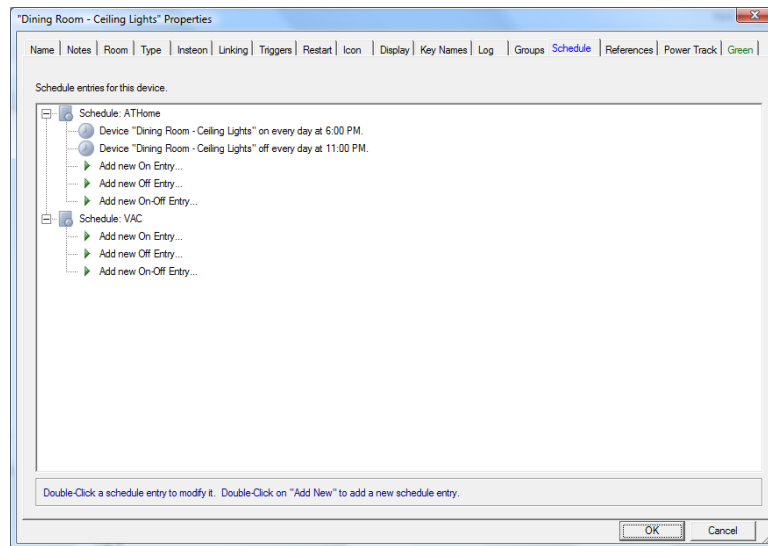 "Dining Room - Ceiling Lights" Properties
Name Notes Room Type Insteon Linking Triggers Restart Icon Display Key Names Log Groups Schedule References Power Track Green
Schedule entries for this device.
Schedule: ATHome
Device "Dining Room - Ceiling Lights" on every day at 6:00 PM.
Device "Dining Room - Ceiling Lights" off every day at 11:00 PM.
Add new On Entry...
Add new Off Entry...
Add new On-Off Entry...
Schedule: VAC
Add new On Entry...
Add new Off Entry...
Add new On-Off Entry...
Double-Click a schedule entry to modify it. Double-Click on "Add New" to add a new schedule entry.
OK Cancel